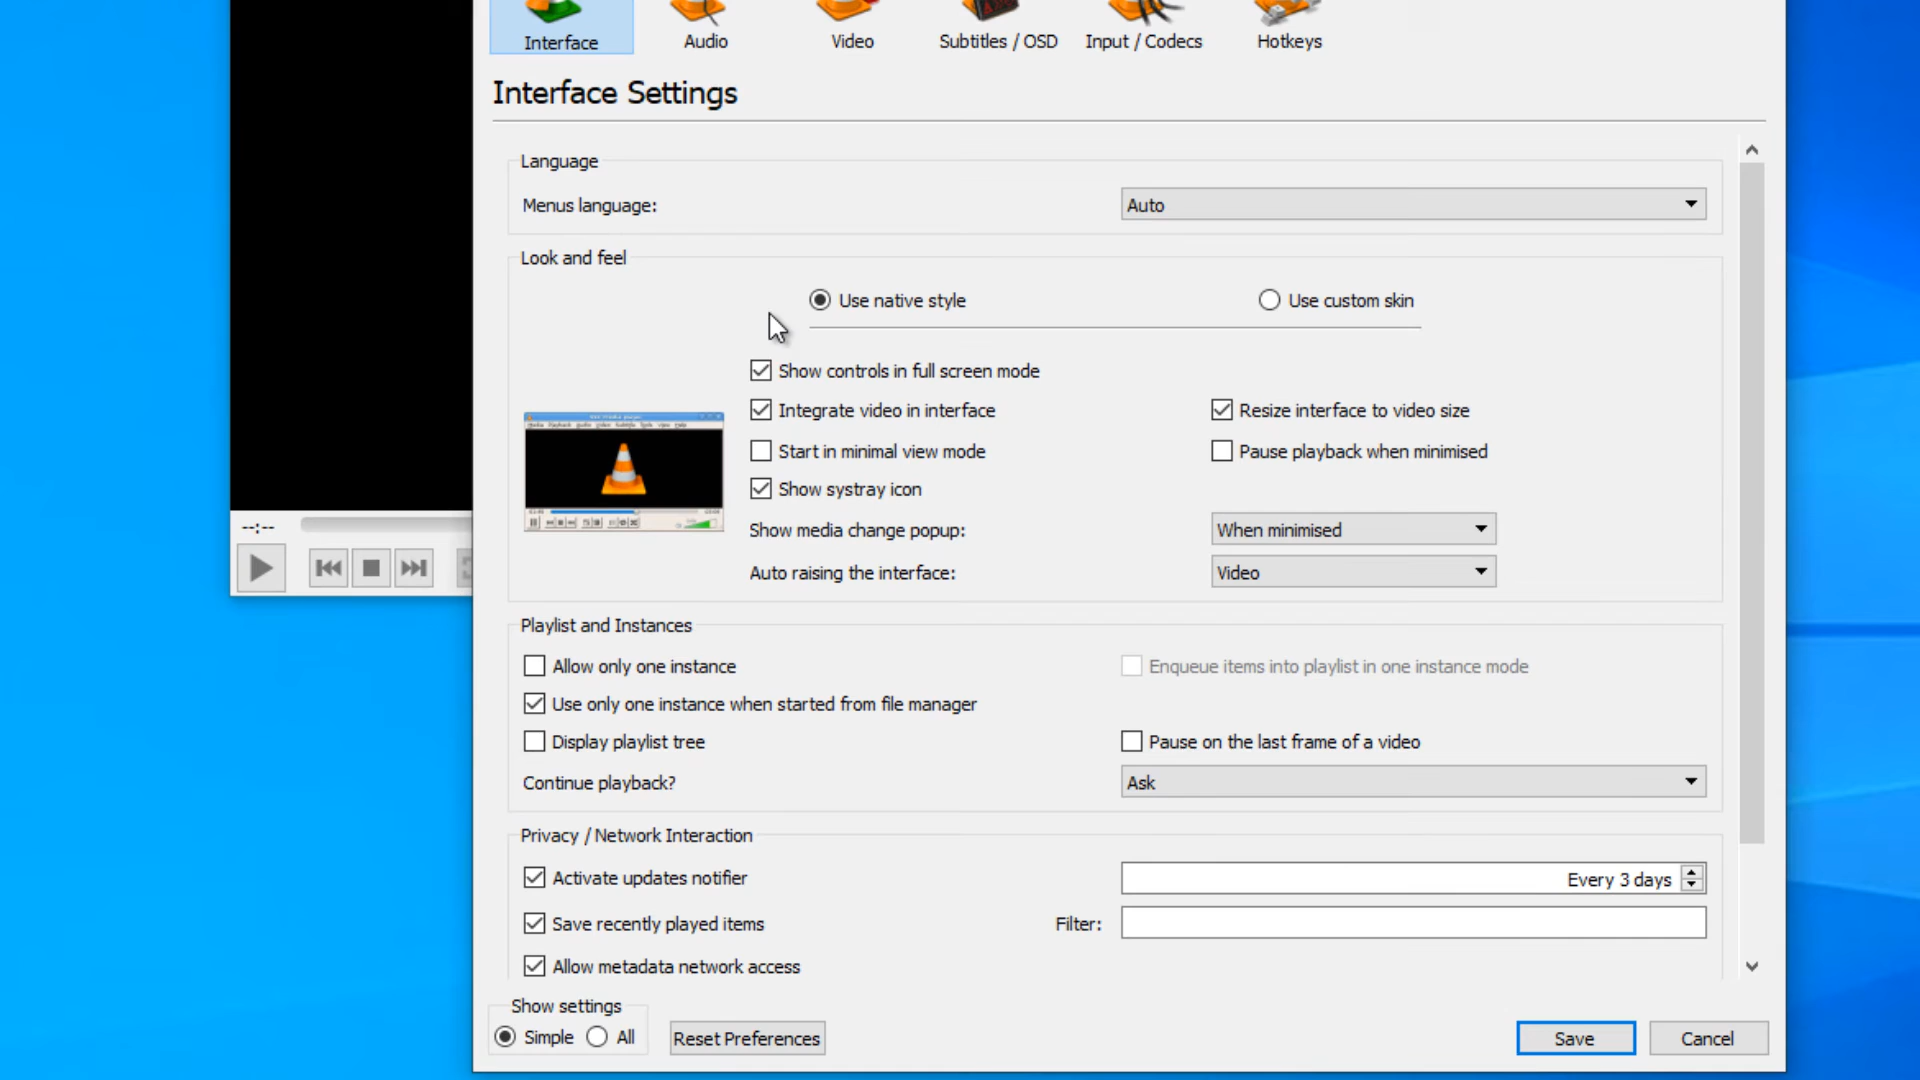 Interface
Audio
Video
Subtitles / OSD
Input / Codecs
Hotkeys
Interface Settings
Language
Menus language:
Auto
Look and feel
Use native style
Use custom skin
Show controls in full screen mode
Integrate video in interface
Resize interface to video size
Start in minimal view mode
Pause playback when minimised
Show systray icon
Show media change popup:
When minimised
Auto raising the interface:
Video
--:--
Playlist and Instances
Allow only one instance
Enqueue items into playlist in one instance mode
Use only one instance when started from file manager
Display playlist tree
Pause on the last frame of a video
Continue playback?
Ask
Privacy / Network Interaction
Activate updates notifier
Every 3 days
Save recently played items
Filter:
Allow metadata network access
Show settings
Simple
All
Reset Preferences
Save
Cancel